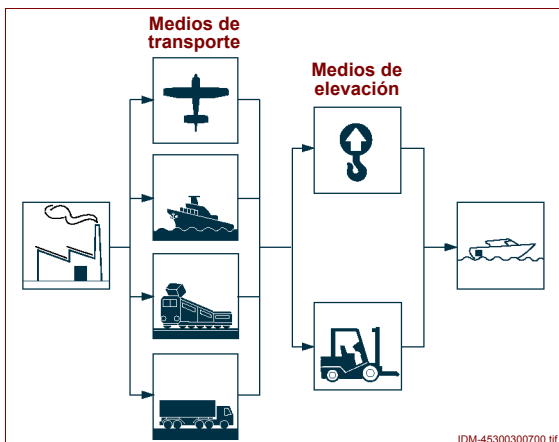 Medios de
transporte
Medios de
elevación
IDM-45300300700.tif